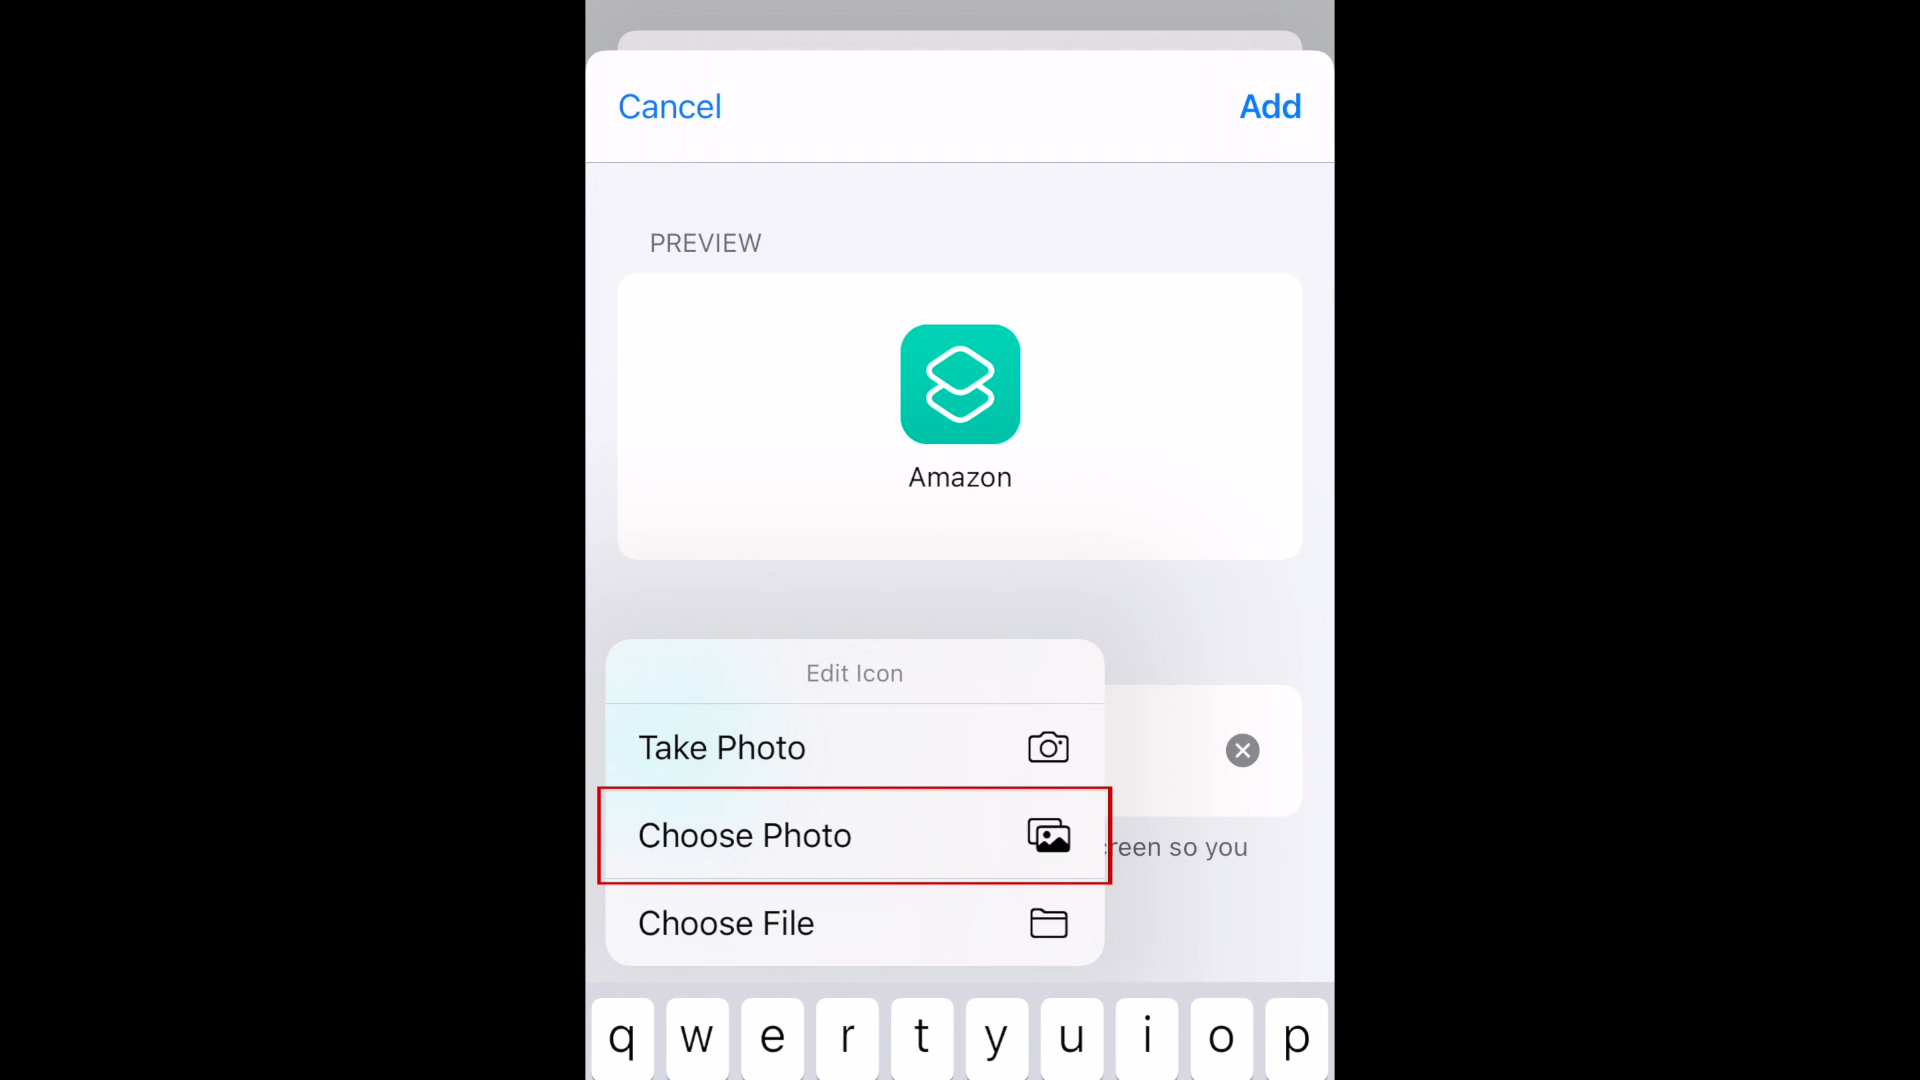 Cancel
Add
PREVIEW
Amazon
Edit Icon
Take Photo
Choose Photo
reen so you
Choose File
q w e r t y u i o p